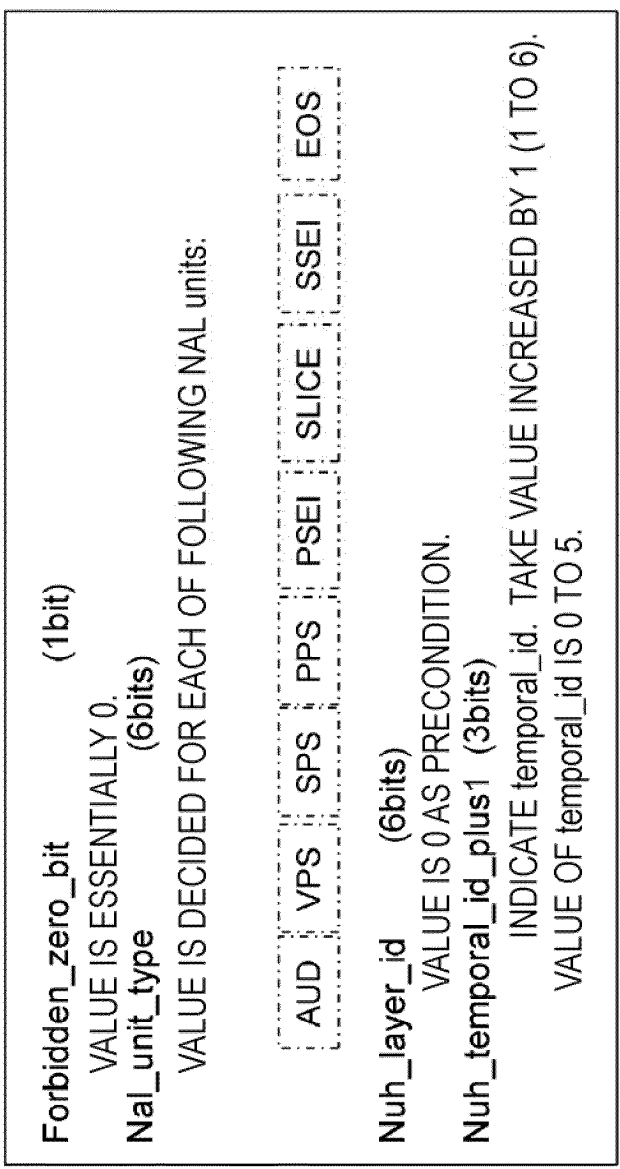 Forbidden_zero_bit (1bit)
VALUE IS ESSENTIALLY 0.
Nal_unit_type (6bits)
VALUE IS DECIDED FOR EACH OF FOLLOWING NAL units:
AUD VPS SPS PPS PSEI SLICE SSEI EOS
Nuh_layer_id (6bits)
VALUE IS 0 AS PRECONDITION.
Nuh_temporal_id_plus1 (3bits)
INDICATE temporal_id. TAKE VALUE INCREASED BY 1 (1 TO 6).
VALUE OF temporal_id IS 0 TO 5.